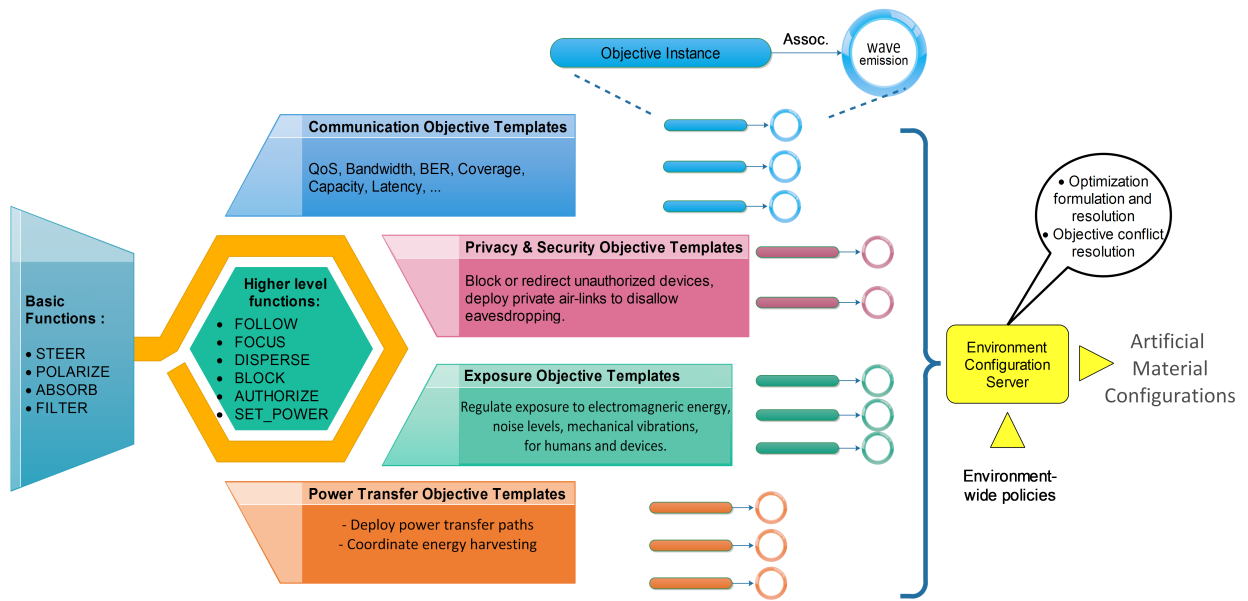 Objective Instance
Assoc.
wave
emission
Communication Objective Templates
QoS, Bandwidth, BER, Coverage,
Capacity, Latency, ...
Privacy & Security Objective Templates
Block or redirect unauthorized devices,
deploy private air-links to disallow
eavesdropping.
Basic
Functions :
• STEER
• POLARIZE
• ABSORB
• FILTER
Higher level
functions:
• FOLLOW
• FOCUS
• DISPERSE
• BLOCK
• AUTHORIZE
• SET_POWER
Exposure Objective Templates
Regulate exposure to electromagneric energy,
noise levels, mechanical vibrations,
for humans and devices.
Power Transfer Objective Templates
- Deploy power transfer paths
- Coordinate energy harvesting
• Optimization
formulation and
resolution
• Objective conflict
resolution
Environment
Configuration
Server
Artificial
Material
Configurations
Environment-
wide policies